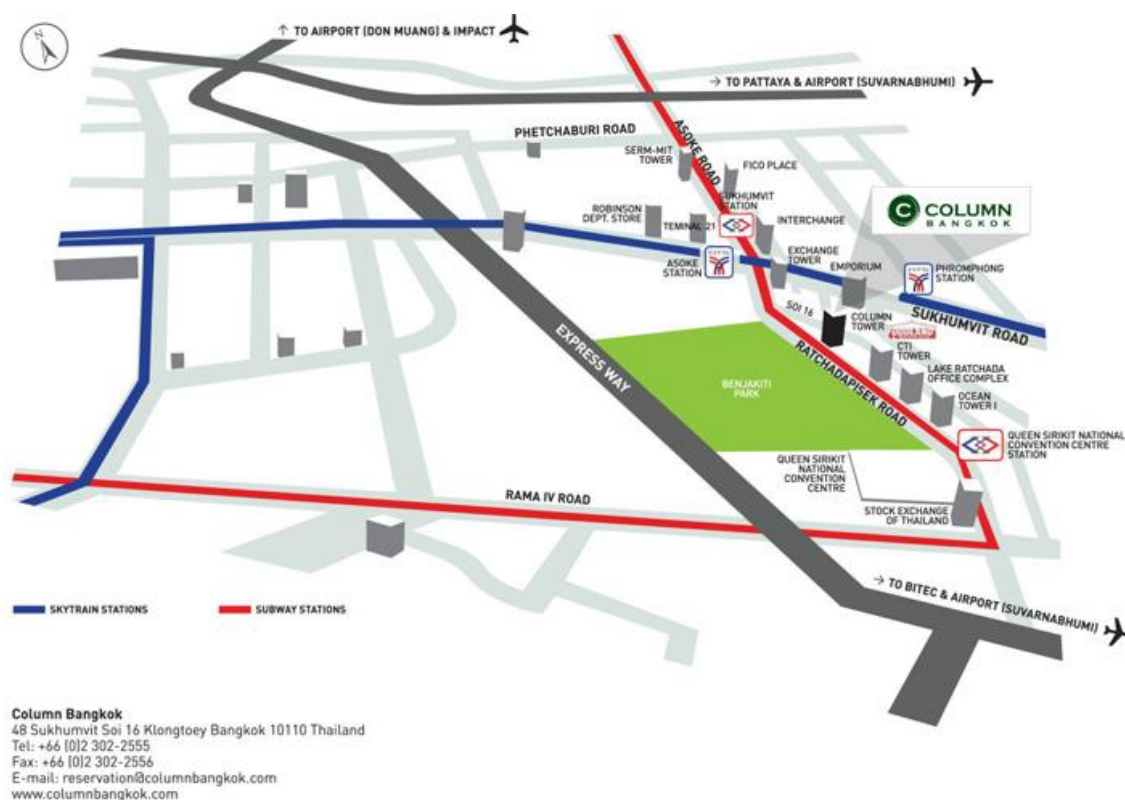 TO AIRPORT (DON MUANG) & IMPACT
TO PATTAYA & AIRPORT (SUVARNABHUMI)
PHETCHABURI ROAD
ASOKE ROAD
SERM-MIT
TOWER
FICO PLACE
SUKHUMVIT
STATION
ROBINSON
DEPT. STORE
TEMINAL 21
INTERCHANGE
C COLUMN
BANGKOK
ASOKE
STATION
EXCHANGE
TOWER
EMPORIUM
PHROMPHONG
STATION
SUKHUMVIT ROAD
SOI 16
COLUMN
TOWER
CTI
TOWER
LAKE RATCHADA
OFFICE COMPLEX
OCEAN
TOWER I
RATCHADAPISEK ROAD
EXPRESS WAY
BENJAKITI
PARK
QUEEN SIRIKIT NATIONAL
CONVENTION CENTRE
STATION
QUEEN SIRIKIT
NATIONAL
CONVENTION
CENTRE
STOCK EXCHANGE
OF THAILAND
RAMA IV ROAD
TO BITEC & AIRPORT (SUVARNABHUMI)
SKYTRAIN STATIONS
SUBWAY STATIONS
Column Bangkok
48 Sukhumvit Soi 16 Klongtoey Bangkok 10110 Thailand
Tel: +66 (0)2 302-2555
Fax: +66 (0)2 302-2556
E-mail: reservation@columnbangkok.com
www.columnbangkok.com